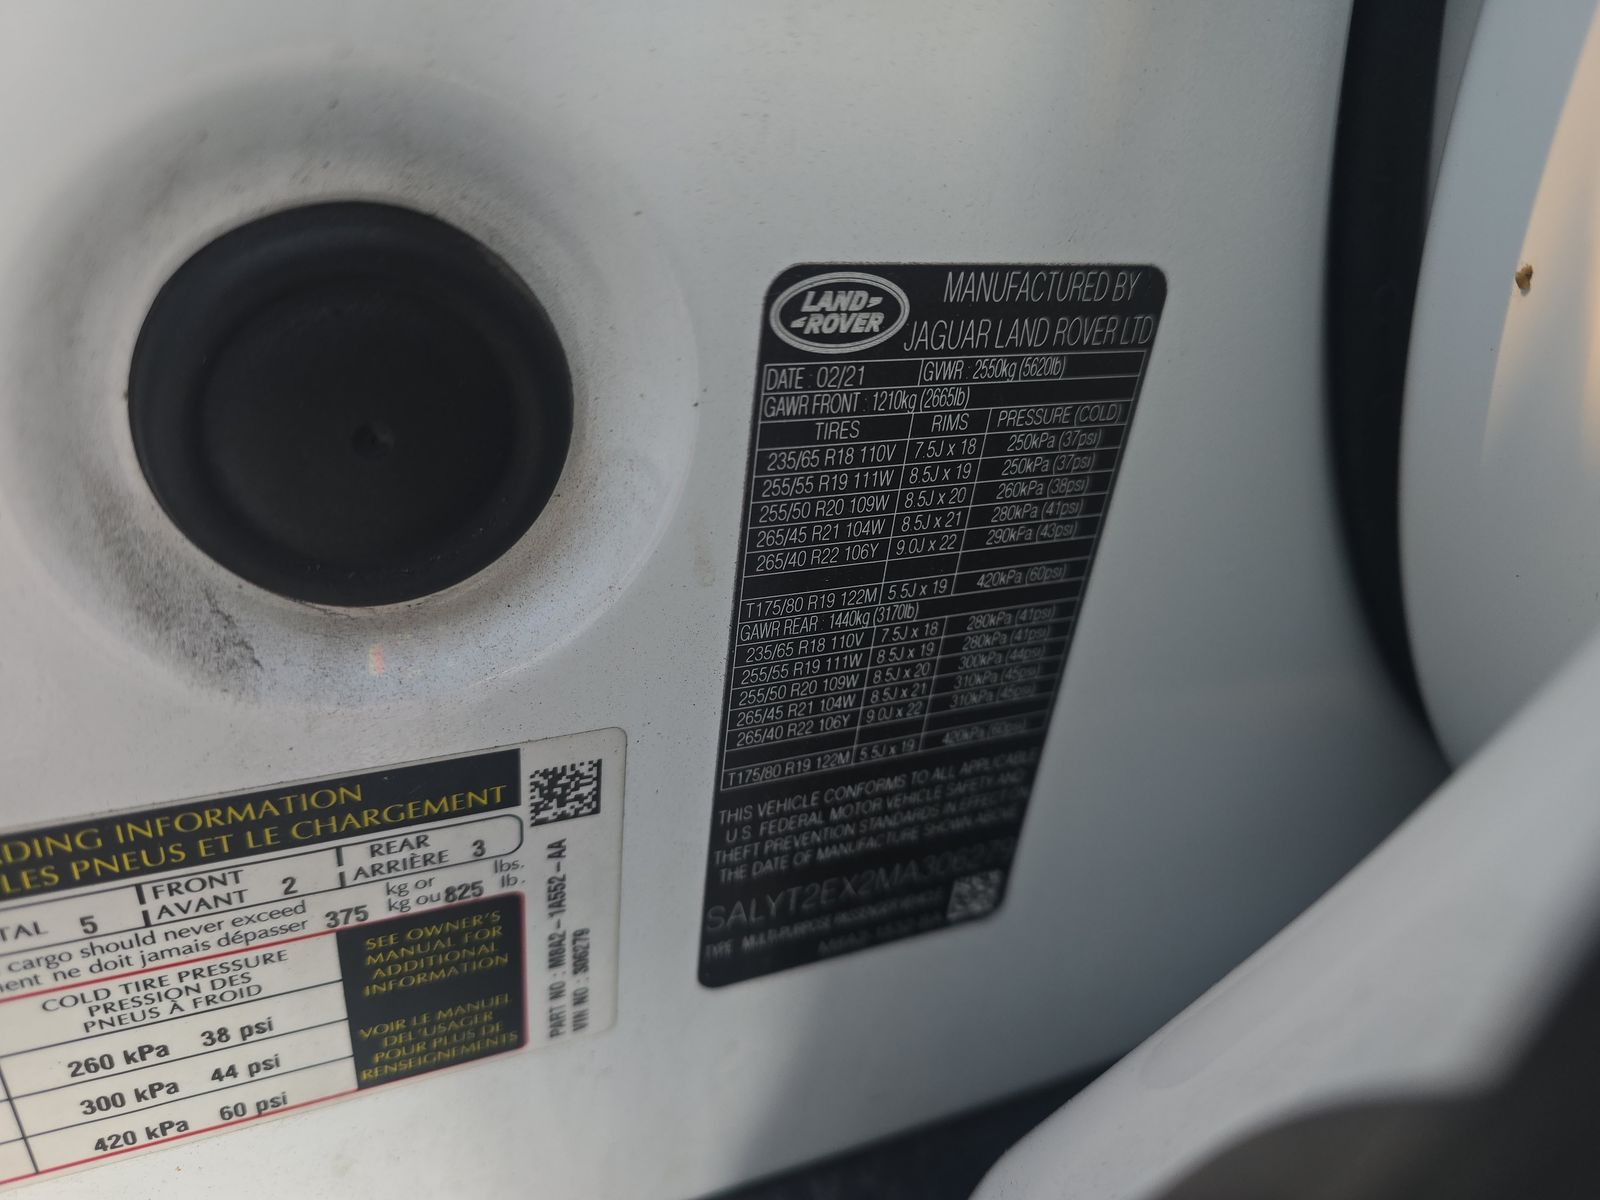 LAND-
-ROVER
MANUFACTURED BY
JAGUAR LAND ROVER LTD
DATE : 02/21 GVWR : 2550kg (5620lb)
GAWR FRONT : 1210kg (2665lb)
TIRES RIMS PRESSURE (COLD)
235/65 R18 110V 7.5J x 18 250kPa (37psi)
255/55 R19 111W 8.5J x 19 250kPa (37psi)
255/50 R20 109W 8.5J x 20 260kPa (38psi)
265/45 R21 104W 8.5J x 21 280kPa (41psi)
265/40 R22 106Y 9.0J x 22 290kPa (43psi)
T175/80 R19 122M 5.5J x 19 420kPa (60psi)
GAWR REAR : 1440kg (3170lb)
235/65 R18 110V 7.5J x 18 280kPa (41psi)
255/55 R19 111W 8.5J x 19 280kPa (41psi)
255/50 R20 109W 8.5J x 20 300kPa (44psi)
265/45 R21 104W 8.5J x 21 310kPa (45psi)
265/40 R22 106Y 9.0J x 22 310kPa (45psi)
T175/80 R19 122M 5.5J x 19 420kPa (60psi)
THIS VEHICLE CONFORMS TO ALL APPLICABLE
U.S. FEDERAL MOTOR VEHICLE SAFETY AND
THEFT PREVENTION STANDARDS IN EFFECT ON
THE DATE OF MANUFACTURE SHOWN ABOVE
SALYT2EX2MA306279
TYPE : MULTI-PURPOSE PASSENGER VEHICLE
ADING INFORMATION
LES PNEUS ET LE CHARGEMENT
TAL 5 FRONT AVANT 2 REAR ARRIÈRE 3
cargo should never exceed 375 kg or 825 lbs.
ment ne doit jamais dépasser kg ou lb.
COLD TIRE PRESSURE
PRESSION DES
PNEUS À FROID
260 kPa 38 psi
300 kPa 44 psi
420 kPa 60 psi
SEE OWNER'S
MANUAL FOR
ADDITIONAL
INFORMATION
VOIR LE MANUEL
DE L'USAGER
POUR PLUS DE
RENSEIGNEMENTS
PART NO : M8A2-1A552-AA
VIN NO : 306279